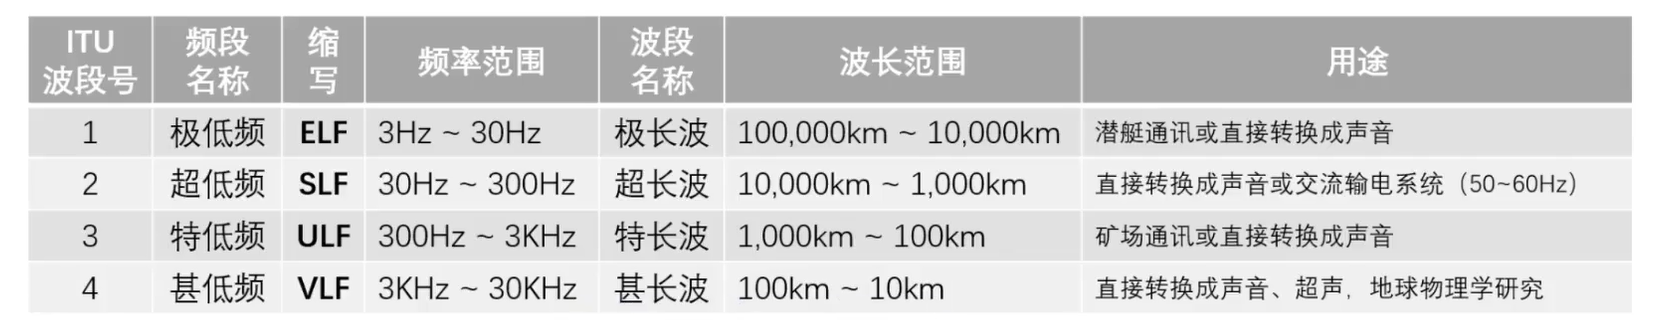 ITU波段号 频段名称 缩写 频率范围 波段名称 波长范围 用途
1 极低频 ELF 3Hz ~ 30Hz 极长波 100,000km ~ 10,000km 潜艇通讯或直接转换成声音
2 超低频 SLF 30Hz ~ 300Hz 超长波 10,000km ~ 1,000km 直接转换成声音或交流输电系统（50~60Hz）
3 特低频 ULF 300Hz ~ 3KHz 特长波 1,000km ~ 100km 矿场通讯或直接转换成声音
4 甚低频 VLF 3KHz ~ 30KHz 甚长波 100km ~ 10km 直接转换成声音、超声，地球物理学研究